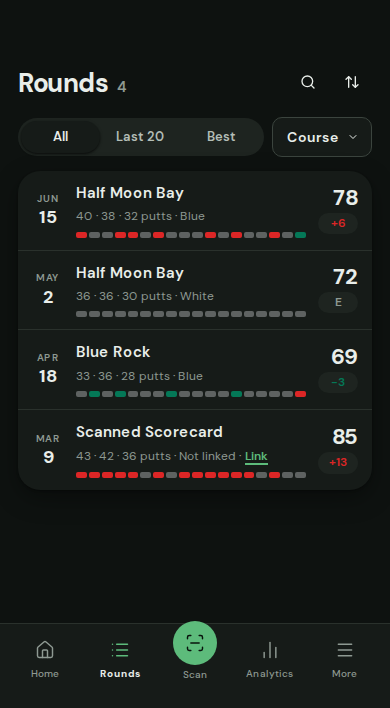 Rounds 4
All Last 20 Best Course
JUN
15
Half Moon Bay
40 · 38 · 32 putts · Blue
78
+6
MAY
2
Half Moon Bay
36 · 36 · 30 putts · White
72
E
APR
18
Blue Rock
33 · 36 · 28 putts · Blue
69
−3
MAR
9
Scanned Scorecard
43 · 42 · 36 putts · Not linked · Link
85
+13
Home Rounds Scan Analytics More